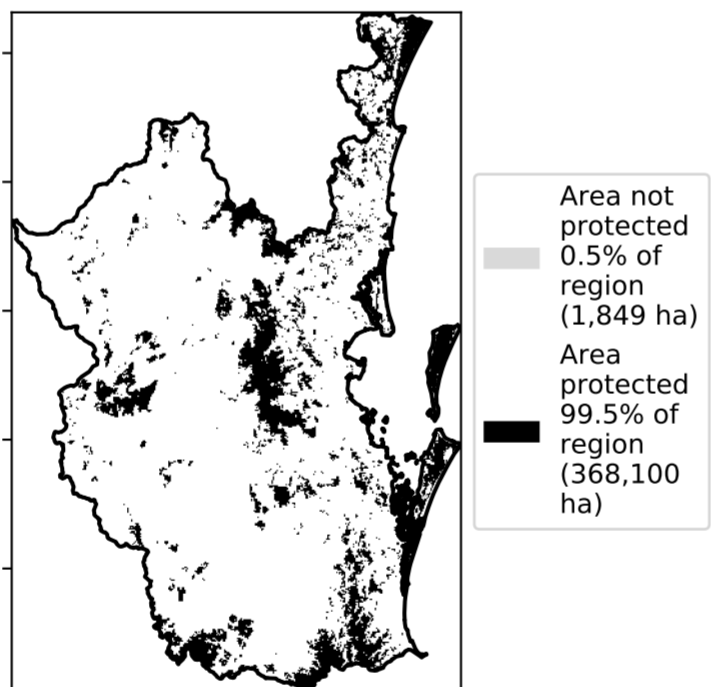 Area not
protected
0.5% of
region
(1,849 ha)
Area
protected
99.5% of
region
(368,100
ha)